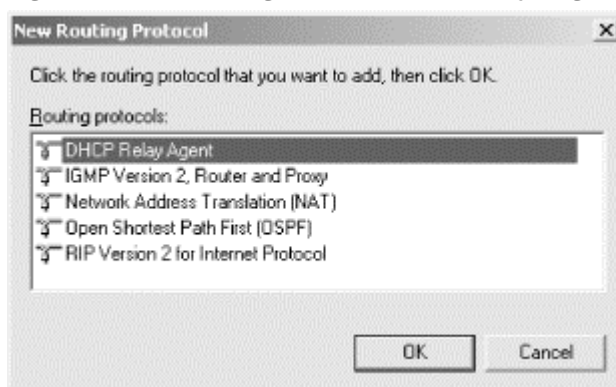 New Routing Protocol
Click the routing protocol that you want to add, then click OK.
Routing protocols:
DHCP Relay Agent
IGMP Version 2, Router and Proxy
Network Address Translation (NAT)
Open Shortest Path First (OSPF)
RIP Version 2 for Internet Protocol
OK Cancel